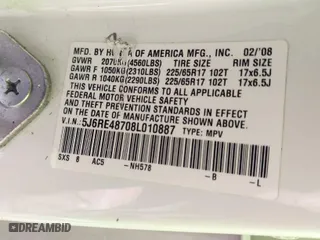 MFD. BY HONDA OF AMERICA MFG., INC. 02/'08
GVWR 2070KG(4560LBS) TIRE SIZE RIM SIZE
GAWR F 1050KG(2310LBS) 225/65R17 102T 17x6.5J
GAWR R 1040KG(2290LBS) 225/65R17 102T 17x6.5J
THIS VEHICLE CONFORMS TO ALL APPLICABLE FEDERAL
MOTOR VEHICLE SAFETY AND THEFT PREVENTION
STANDARDS IN EFFECT ON THE DATE OF MANUFACTURE SHOWN ABOVE.
V.I.N.:5J6RE48708L010887 TYPE: MPV
SXS 8 AC5 -NH578 -B -L
DREAMBID.COM